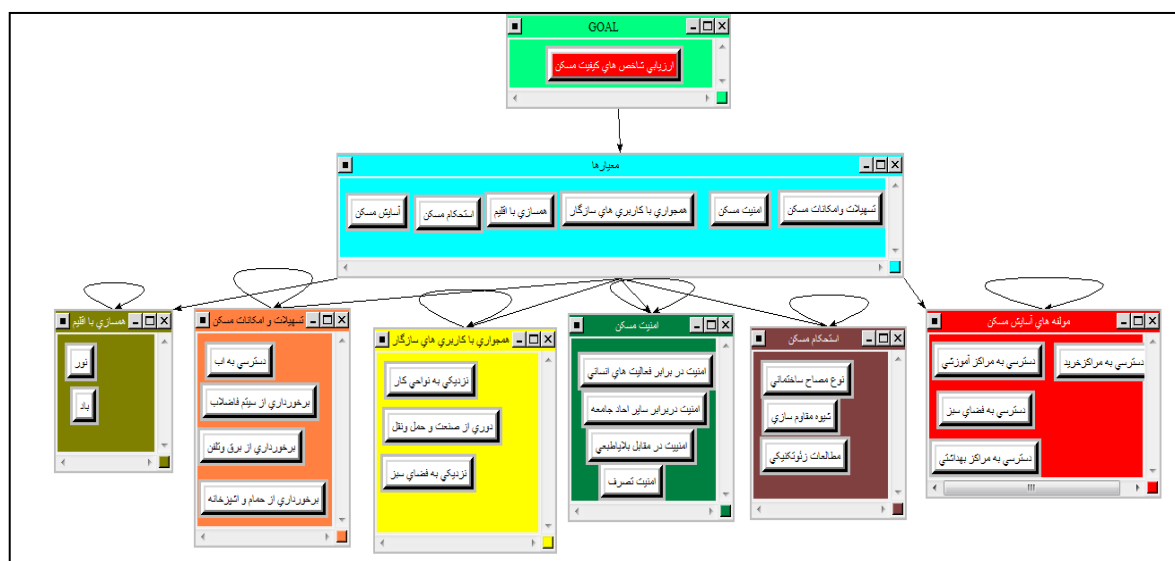 GOAL
ارزيابي شاخص هاي كيفيت مسكن
معيارها
تسهيلات وامكانات مسكن
امنيت مسكن
همجواري با كاربري هاي سازگار
همسازي با اقليم
استحكام مسكن
آسايش مسكن
مولفه هاي آسايش مسكن
دسترسي به مراكزخريد
دسترسي به مراكز آموزشي
دسترسي به فضاي سبز
دسترسي به مراكز بهداشتي
استحكام مسكن
نوع مصاح ساختماني
شيوه مقاوم سازي
مطالعات زئوتكنيكي
امنيت مسكن
امنيت در برابر فعاليت هاي انساني
امنيت دربرابر ساير احاد جامعه
امنييت در مقابل بلاياطبعي
امنيت تصرف
همجواري با كاربري هاي سازگار
نزديكي به نواحي كار
دوري از صنعت و حمل ونقل
نزديكي به فضاي سبز
تسهيلات و امكانات مسكن
دسترسي به اب
برخورداري از سيتم فاضلاب
برخورداري از برق وتلفن
برخورداري از حمام و اشپزخانه
همسازي با اقليم
نور
باد